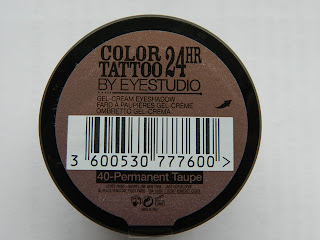 COLOR 24HR
TATTOO
BY EYESTUDIO
GEL-CREAM EYESHADOW
FARD À PAUPIÈRES GEL-CRÈME
OMBRETTO GEL-CREMA
3 600530 777600 >
40-Permanent Taupe